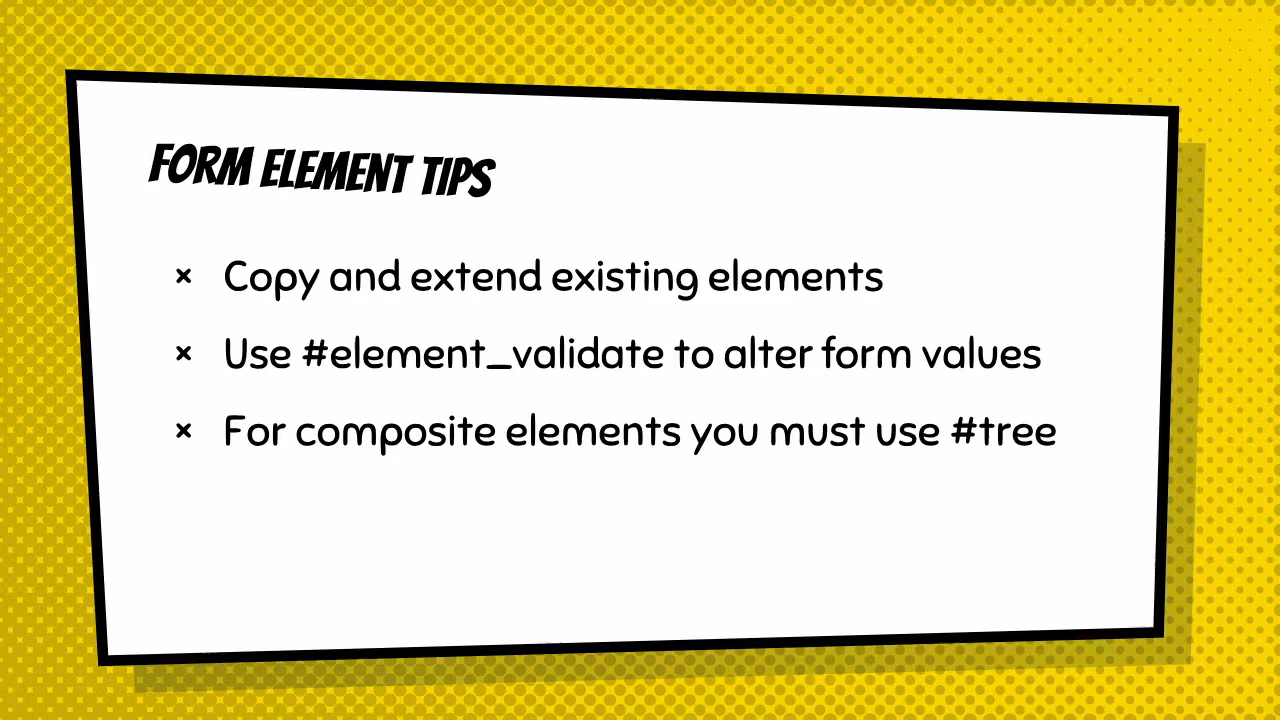 FORM ELEMENT TIPS
× Copy and extend existing elements
× Use #element_validate to alter form values
× For composite elements you must use #tree